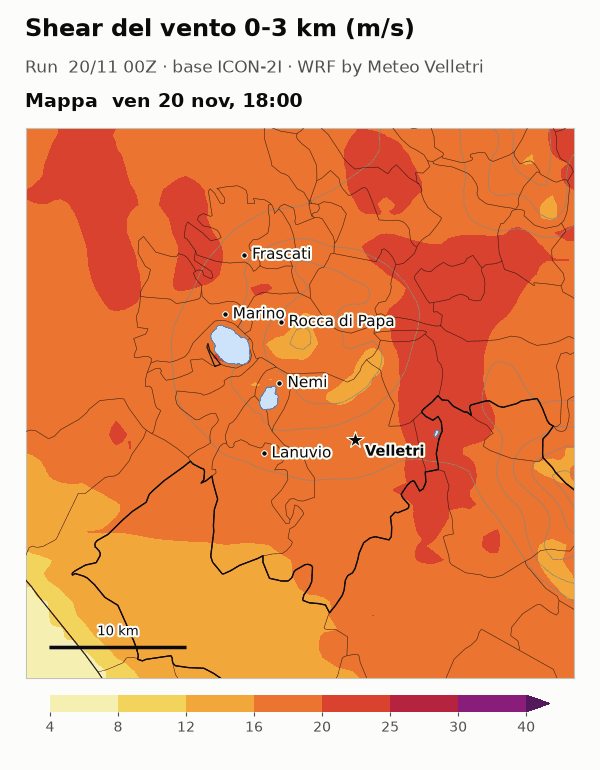 Shear del vento 0-3 km (m/s)
Run  20/11 00Z · base ICON-2I · WRF by Meteo Velletri
Mappa  ven 20 nov, 18:00
Frascati
Marino
Rocca di Papa
Nemi
Velletri
Lanuvio
10 km
4 8 12 16 20 25 30 40